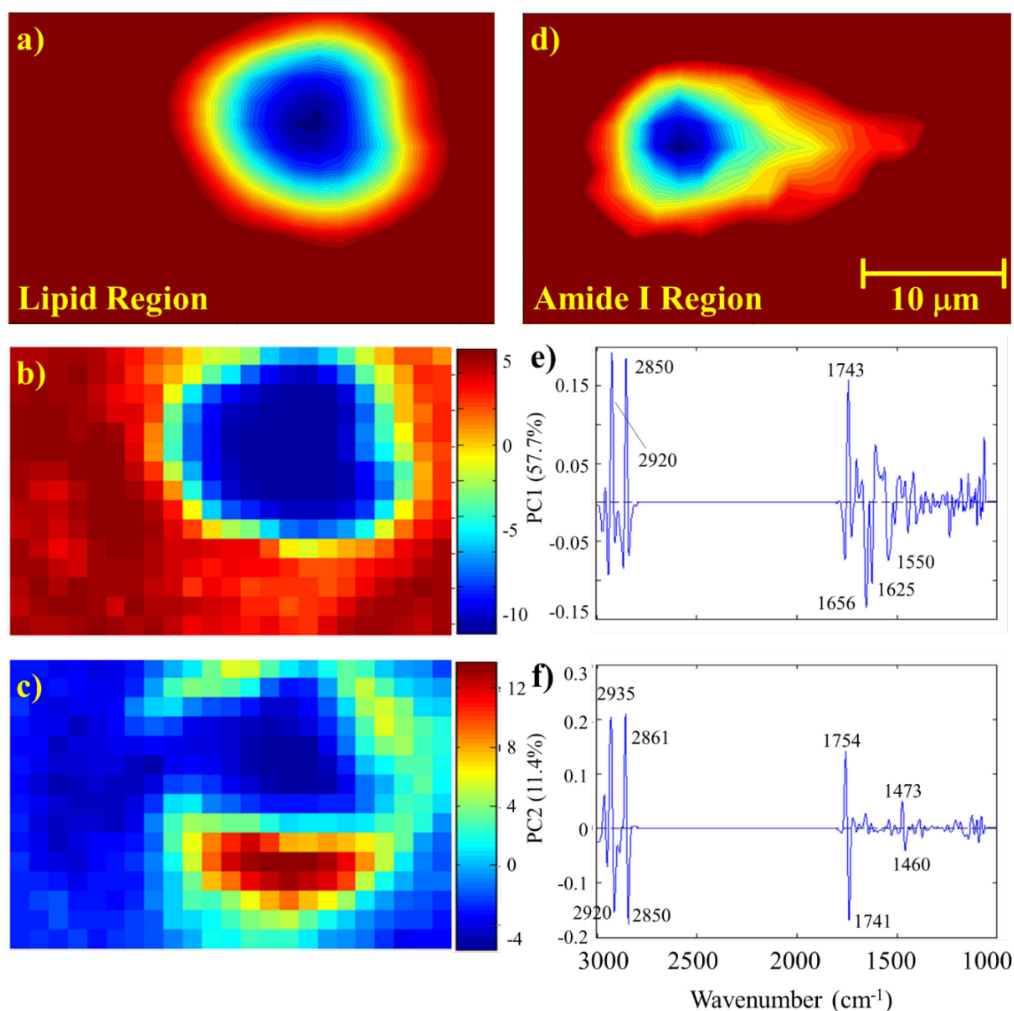 a)
Lipid Region
d)
Amide I Region
10 μm
b)
5
0
-5
-10
e)
PC1 (57.7%)
0.15
0.05
-0.05
-0.15
2850
2920
1743
1550
1625
1656
c)
12
8
4
0
-4
f)
PC2 (11.4%)
0.3
0.2
0.1
0
-0.1
-0.2
2935
2861
1754
1473
1460
2920
2850
1741
3000 2500 2000 1500 1000
Wavenumber (cm-1)